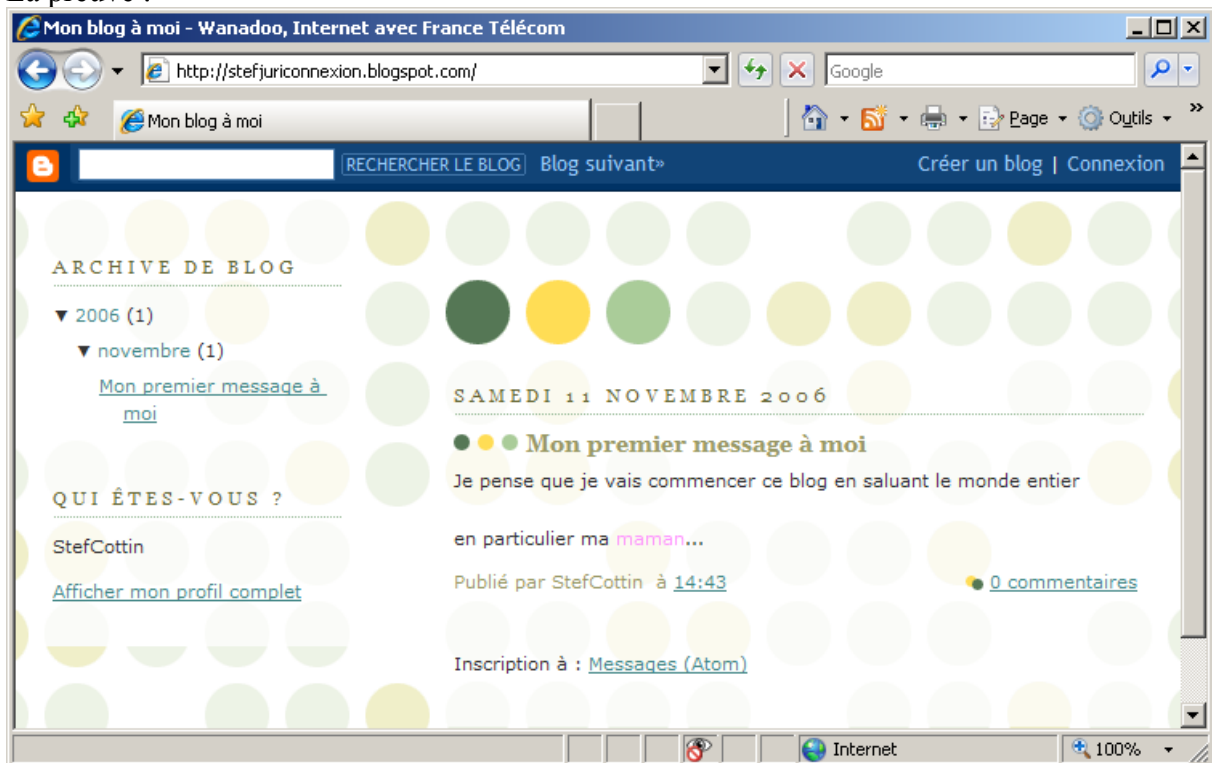 Mon blog à moi - Wanadoo, Internet avec France Télécom
http://stefjuriconnexion.blogspot.com/
Google
Mon blog à moi
Page
Outils
»
RECHERCHER LE BLOG
Blog suivant»
Créer un blog | Connexion
ARCHIVE DE BLOG
▼ 2006 (1)
▼ novembre (1)
Mon premier message à
moi
QUI ÊTES-VOUS ?
StefCottin
Afficher mon profil complet
SAMEDI 11 NOVEMBRE 2006
Mon premier message à moi
Je pense que je vais commencer ce blog en saluant le monde entier
en particulier ma maman...
Publié par StefCottin à 14:43
0 commentaires
Inscription à : Messages (Atom)
Internet
100%